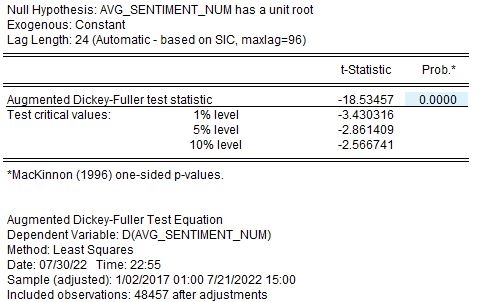 Null Hypothesis: AVG_SENTIMENT_NUM has a unit root
Exogenous: Constant
Lag Length: 24 (Automatic - based on SIC, maxlag=96)
t-Statistic Prob.*
Augmented Dickey-Fuller test statistic -18.53457 0.0000
Test critical values: 1% level -3.430316
5% level -2.861409
10% level -2.566741
*MacKinnon (1996) one-sided p-values.
Augmented Dickey-Fuller Test Equation
Dependent Variable: D(AVG_SENTIMENT_NUM)
Method: Least Squares
Date: 07/30/22 Time: 22:55
Sample (adjusted): 1/02/2017 01:00 7/21/2022 15:00
Included observations: 48457 after adjustments